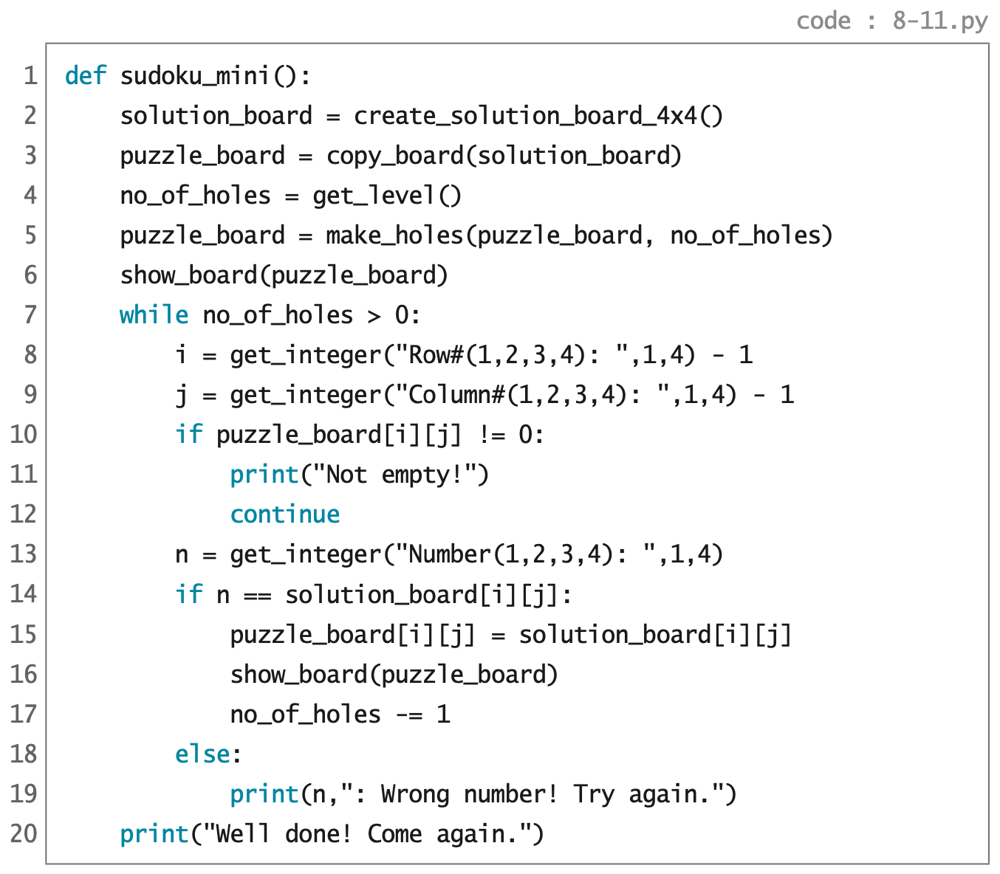 code : 8-11.py
1 def sudoku_mini():
2     solution_board = create_solution_board_4x4()
3     puzzle_board = copy_board(solution_board)
4     no_of_holes = get_level()
5     puzzle_board = make_holes(puzzle_board, no_of_holes)
6     show_board(puzzle_board)
7     while no_of_holes > 0:
8         i = get_integer("Row#(1,2,3,4): ",1,4) - 1
9         j = get_integer("Column#(1,2,3,4): ",1,4) - 1
10         if puzzle_board[i][j] != 0:
11             print("Not empty!")
12             continue
13         n = get_integer("Number(1,2,3,4): ",1,4)
14         if n == solution_board[i][j]:
15             puzzle_board[i][j] = solution_board[i][j]
16             show_board(puzzle_board)
17             no_of_holes -= 1
18         else:
19             print(n,": Wrong number! Try again.")
20     print("Well done! Come again.")